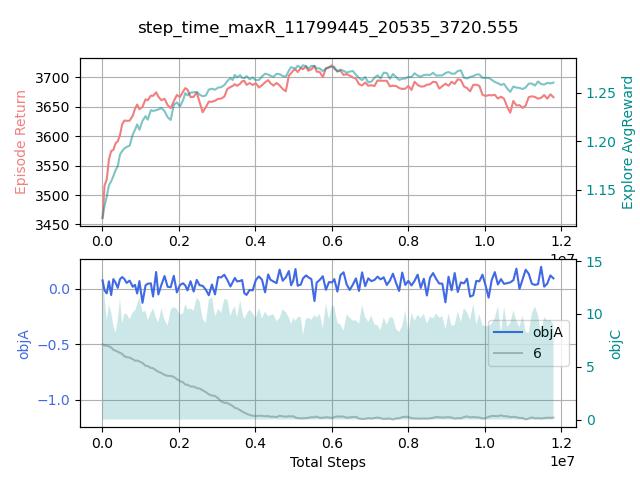 step_time_maxR_11799445_20535_3720.555
3700
3650
3600
3550
3500
3450
Episode Return
1.25
1.20
1.15
Explore AvgReward
0.0 0.2 0.4 0.6 0.8 1.0 1.2
1e7
0.0
−0.5
−1.0
objA
15
10
5
0
objC
objA
6
0.0 0.2 0.4 0.6 0.8 1.0 1.2
Total Steps
1e7